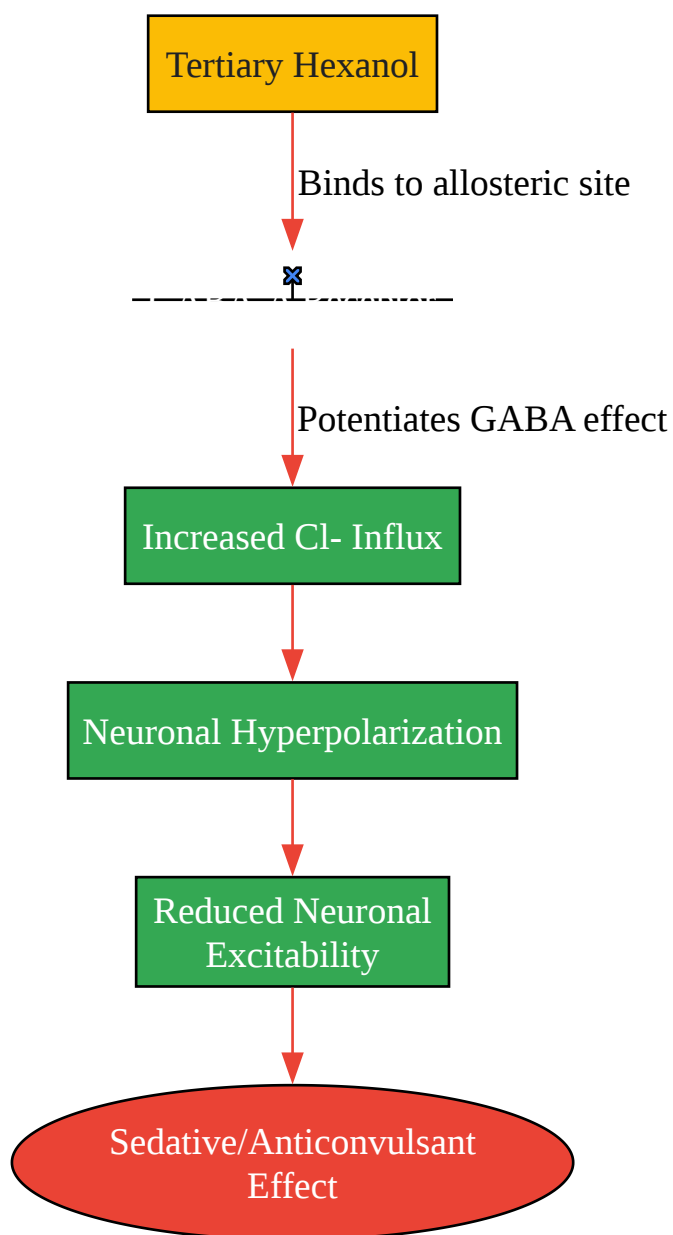 Tertiary Hexanol
Binds to allosteric site
Potentiates GABA effect
Increased Cl- Influx
Neuronal Hyperpolarization
Reduced Neuronal
Excitability
Sedative/Anticonvulsant
Effect